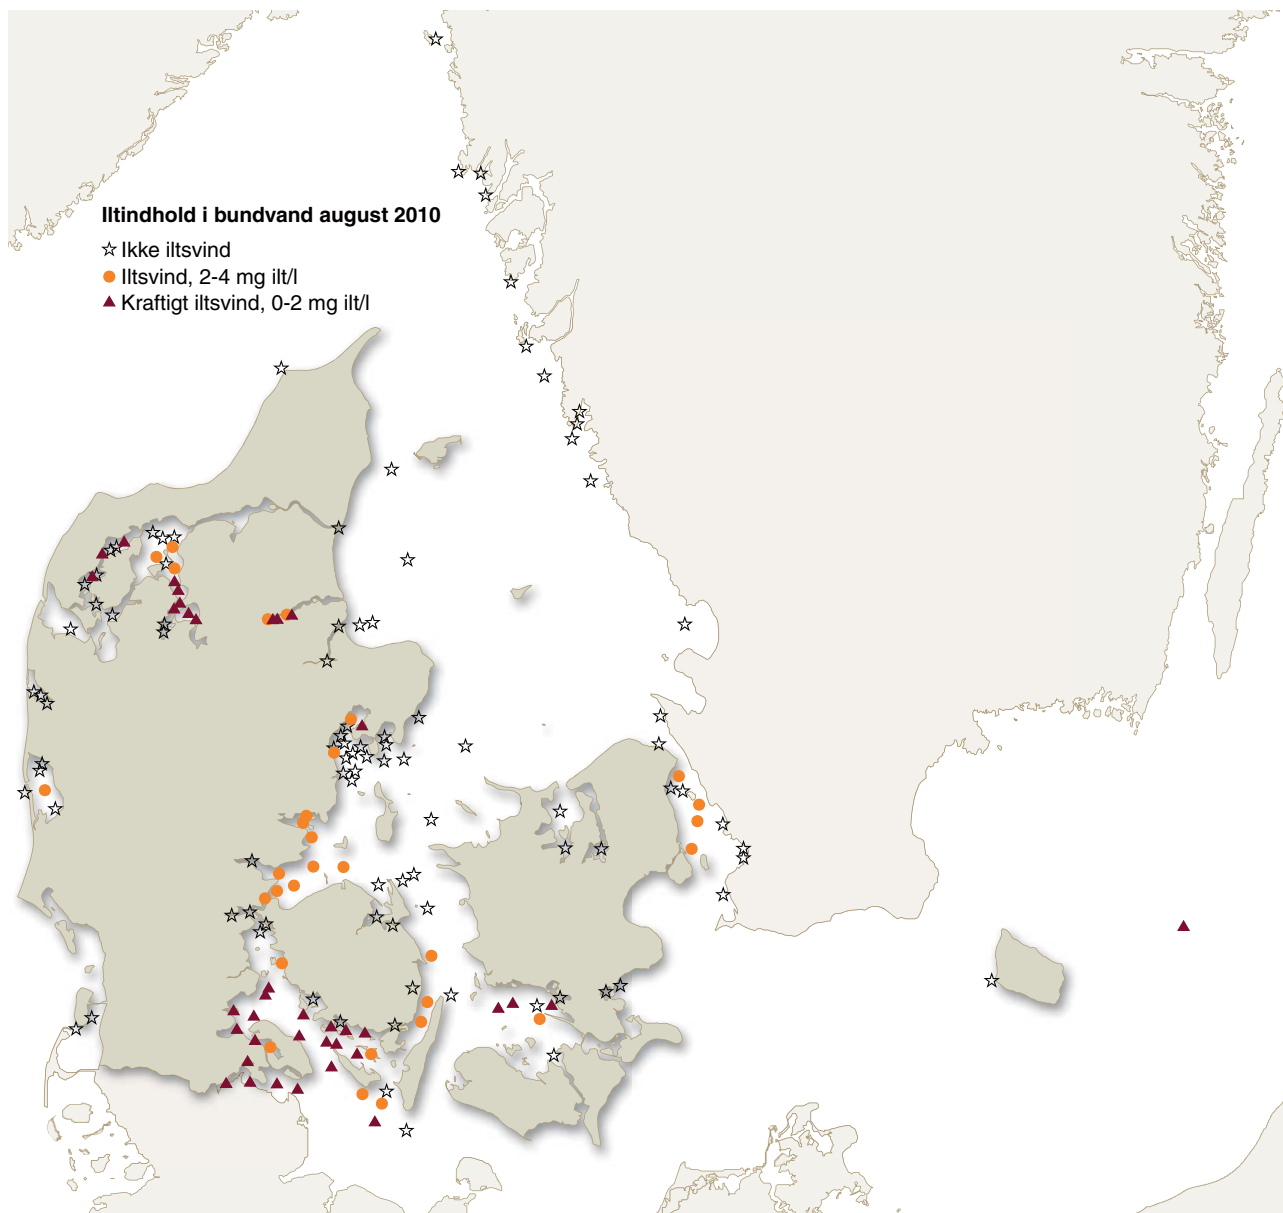 Iltindhold i bundvand august 2010
Ikke iltsvind
Iltsvind, 2-4 mg ilt/l
Kraftigt iltsvind, 0-2 mg ilt/l